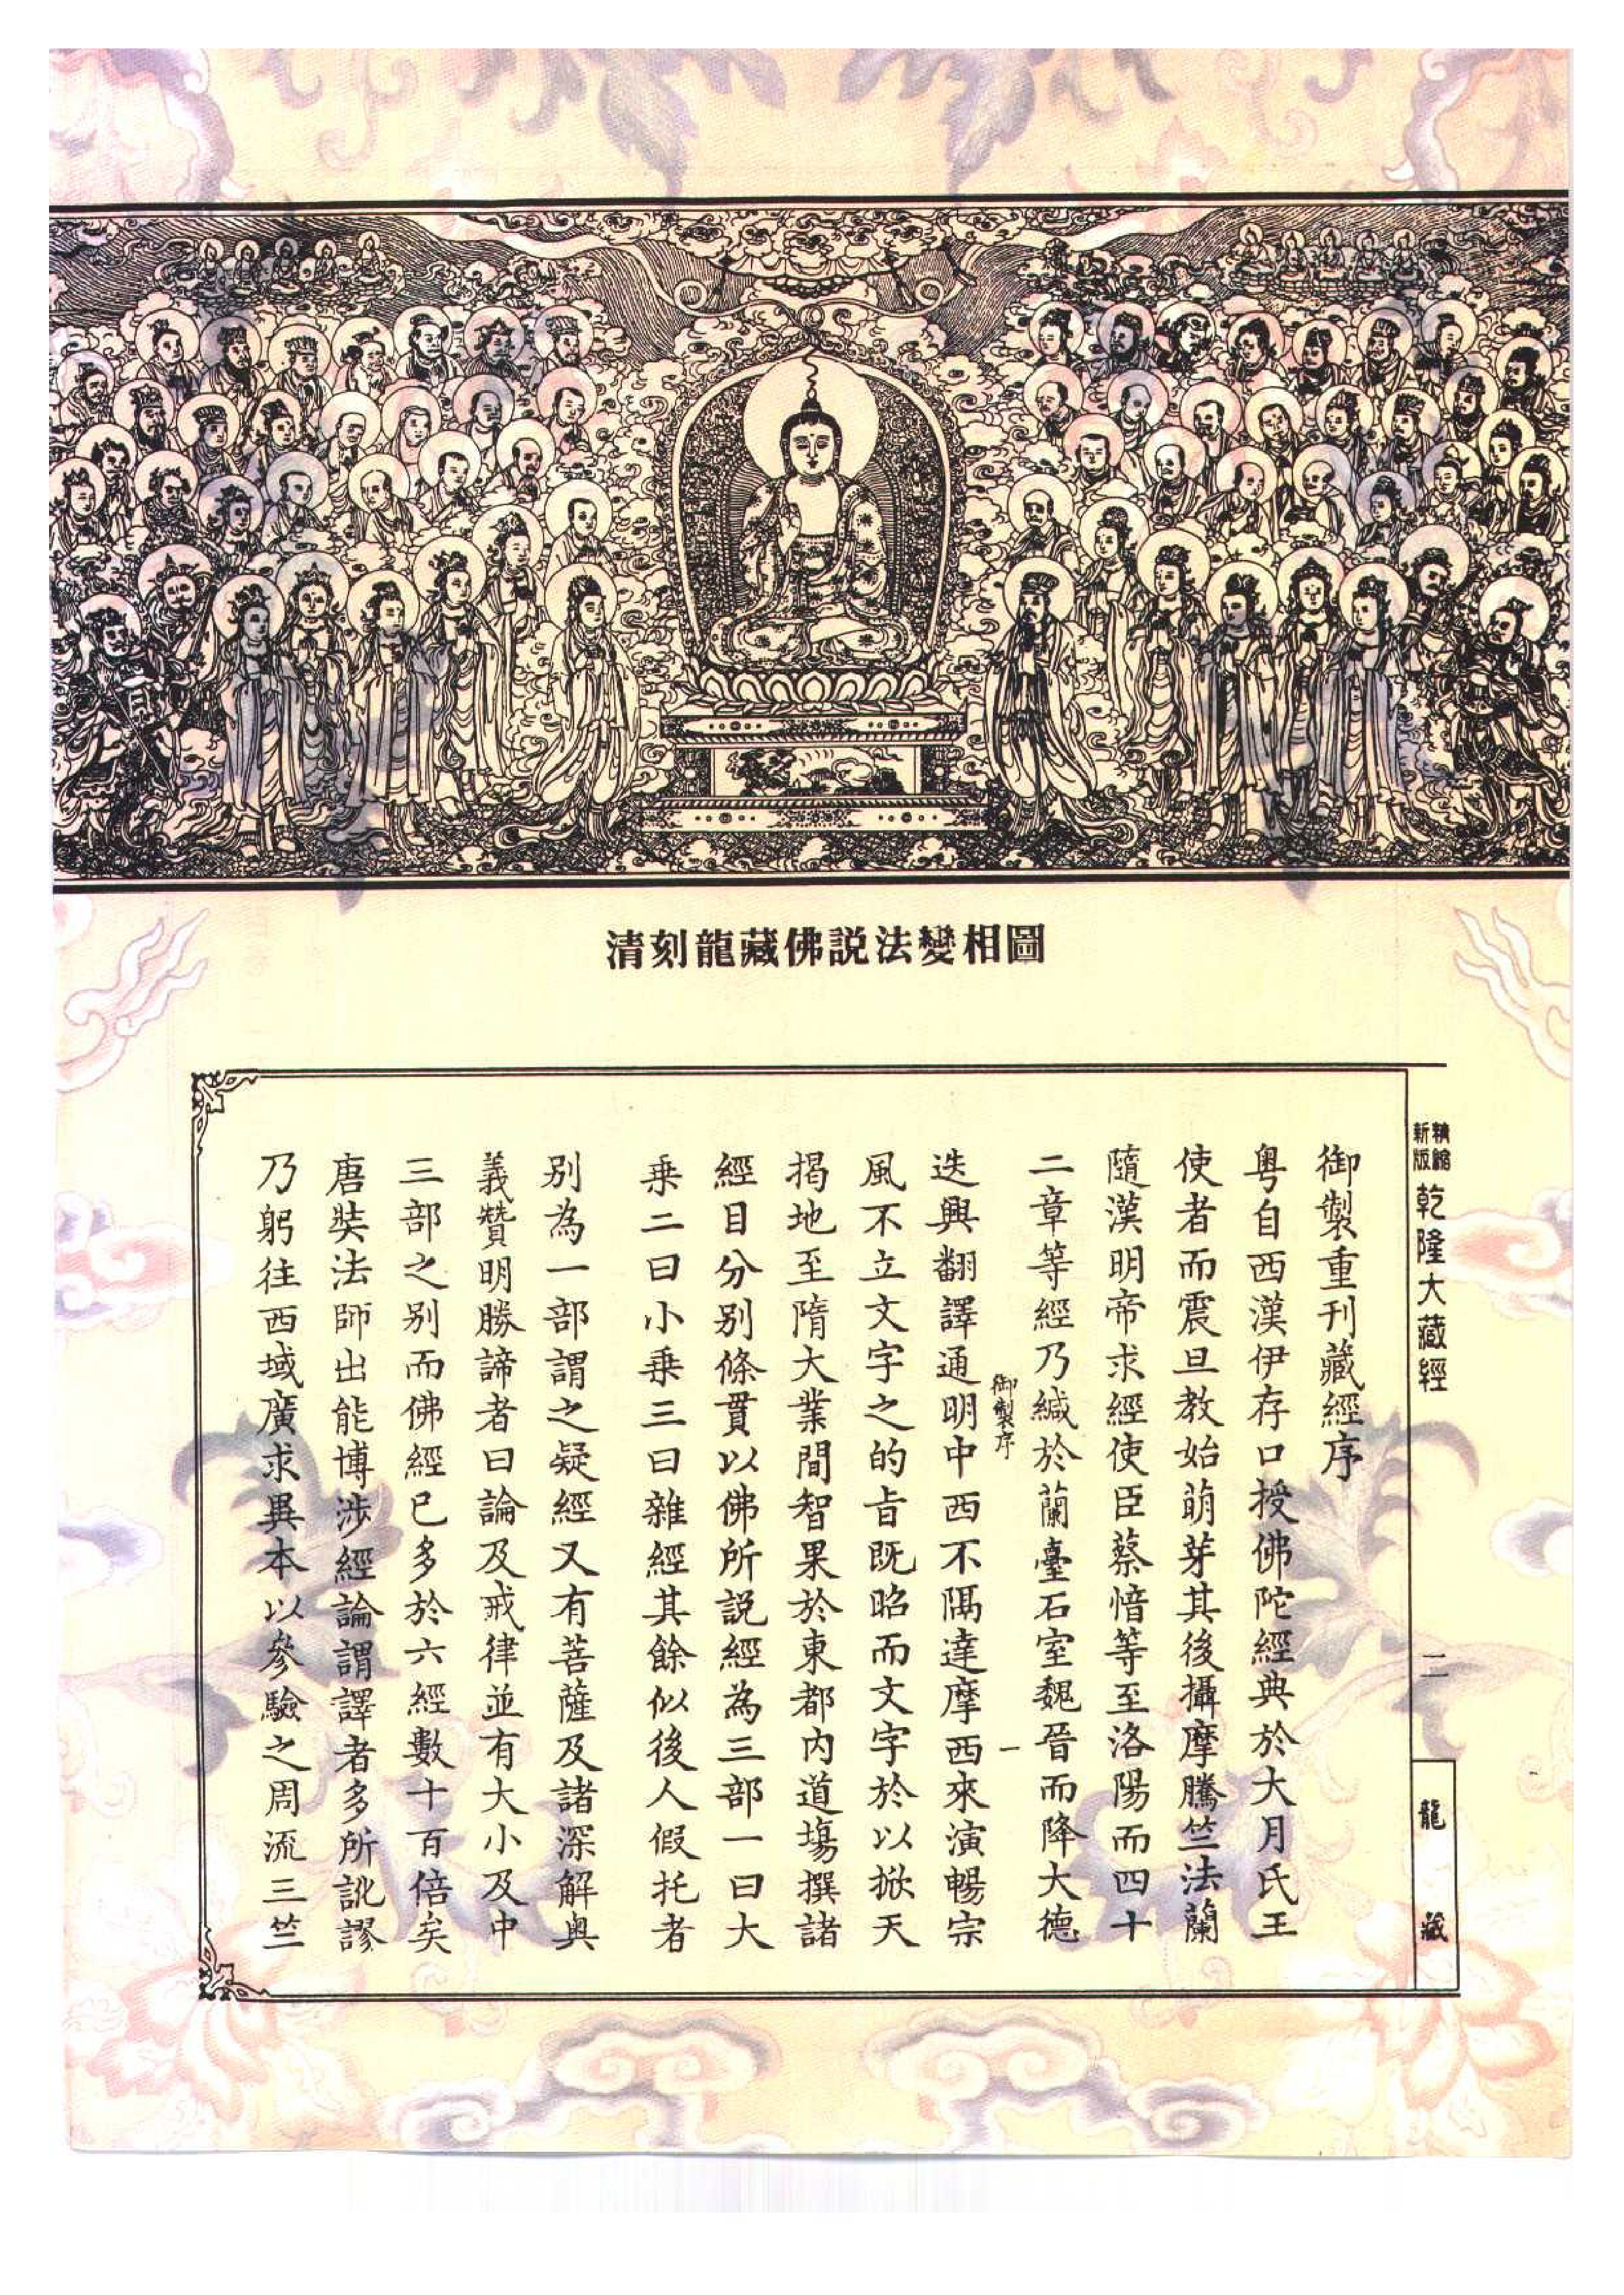 清刻龍藏佛説法變相圖
精縮
新版
乾隆大藏經
二
龍藏
御製重刊藏經序
粤自西漢伊存口授佛陀經典於大月氏王
使者而震旦教始萌芽其後攝摩騰竺法蘭
隨漢明帝求經使臣蔡愔等至洛陽而四十
二章等經乃緘於蘭臺石室魏晉而降大德
御製序
一
迭興翻譯通明中西不隔達摩西來演暢宗
風不立文字之的旨既昭而文字於以掀天
揭地至隋大業間智果於東都内道場撰諸
經目分别條貫以佛所説經為三部一曰大
乗二曰小乗三曰雜經其餘似後人假托者
别為一部謂之疑經又有菩薩及諸深解奥
義贊明勝諦者曰論及戒律並有大小及中
三部之别而佛經已多於六經數十百倍矣
唐奘法師出能博涉經論謂譯者多所訛謬
乃躬往西域廣求異本以參驗之周流三竺